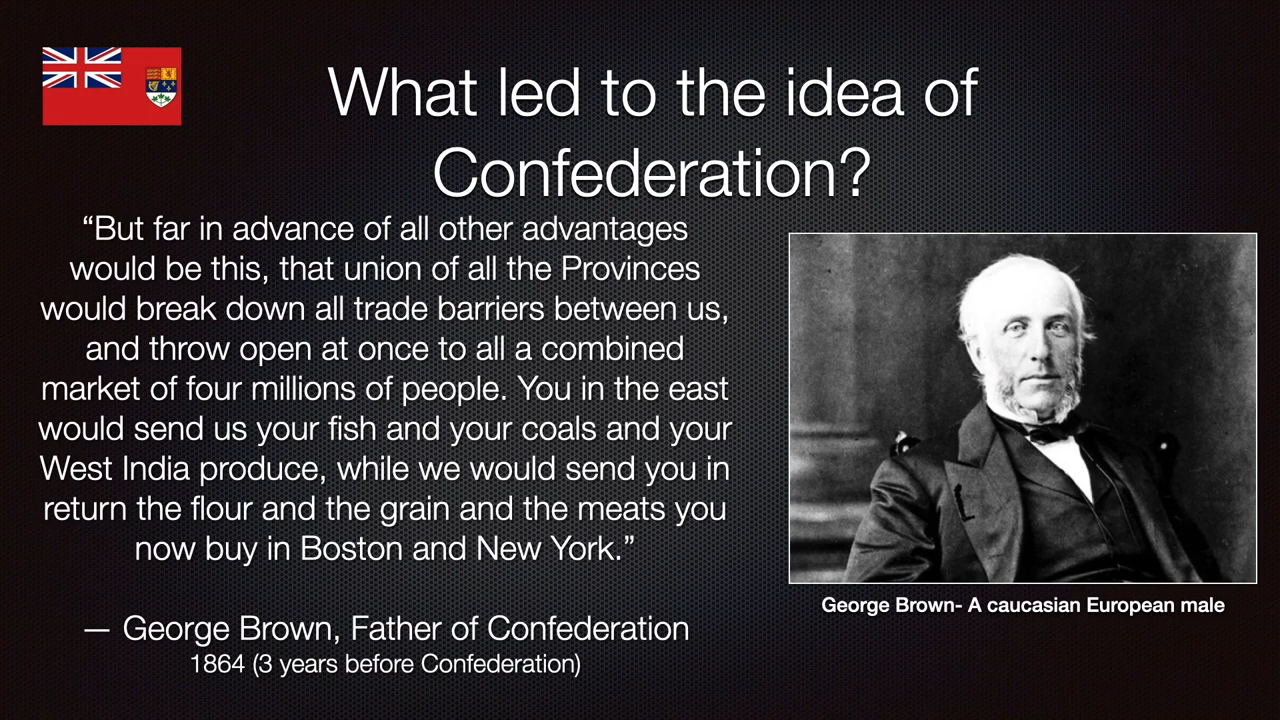 What led to the idea of
Confederation?
“But far in advance of all other advantages
would be this, that union of all the Provinces
would break down all trade barriers between us,
and throw open at once to all a combined
market of four millions of people. You in the east
would send us your fish and your coals and your
West India produce, while we would send you in
return the flour and the grain and the meats you
now buy in Boston and New York.”
— George Brown, Father of Confederation
1864 (3 years before Confederation)
George Brown- A caucasian European male